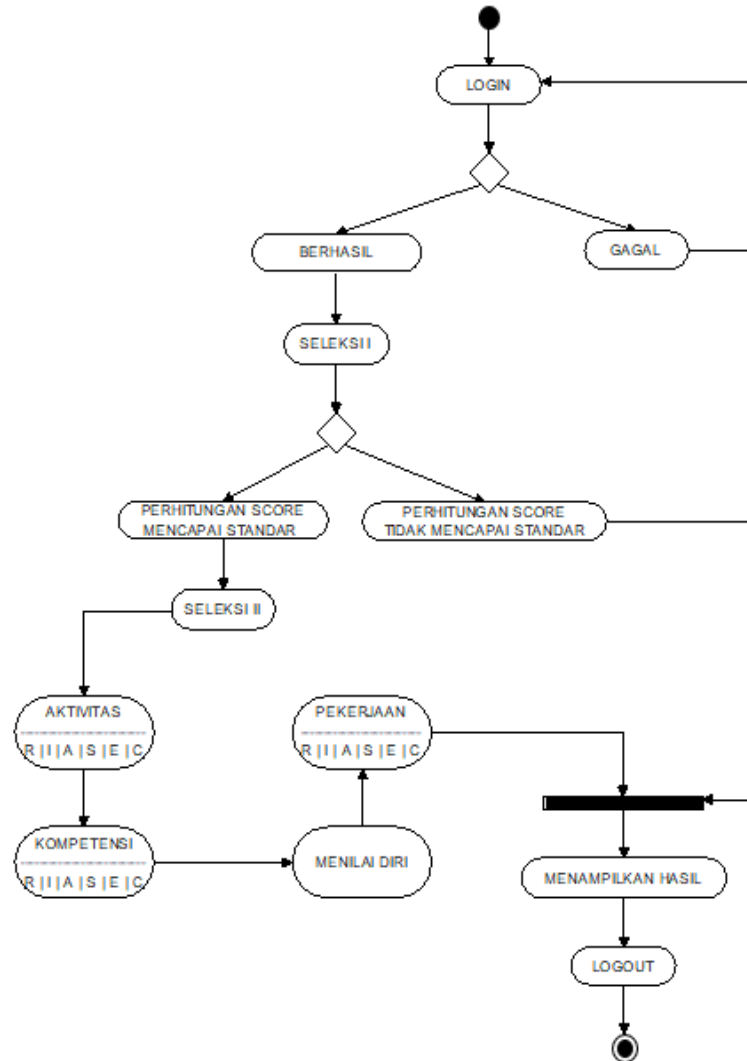 LOGIN
BERHASIL
GAGAL
SELEKSI I
PERHITUNGAN SCORE
MENCAPAI STANDAR
PERHITUNGAN SCORE
TIDAK MENCAPAI STANDAR
SELEKSI II
AKTIVITAS
R | I | A | S | E | C
PEKERJAAN
R | I | A | S | E | C
KOMPETENSI
R | I | A | S | E | C
MENILAI DIRI
MENAMPILKAN HASIL
LOGOUT